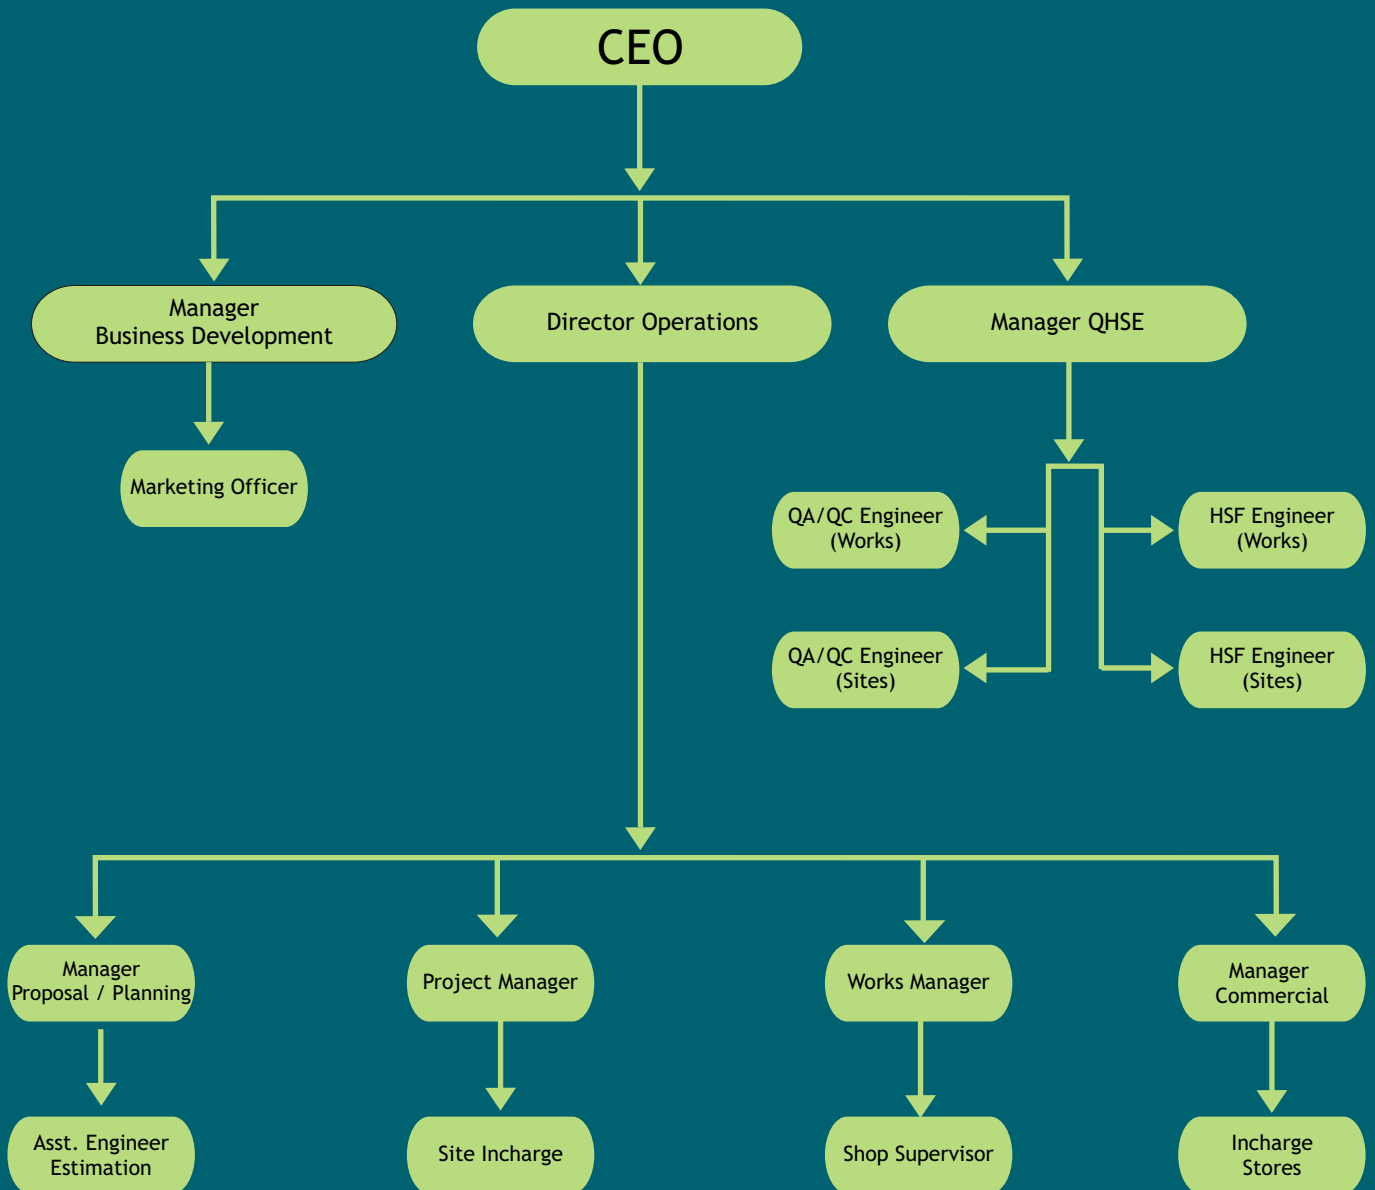 CEO
Manager
Business Development
Director Operations
Manager QHSE
Marketing Officer
QA/QC Engineer
(Works)
HSF Engineer
(Works)
QA/QC Engineer
(Sites)
HSF Engineer
(Sites)
Manager
Proposal / Planning
Project Manager
Works Manager
Manager
Commercial
Asst. Engineer
Estimation
Site Incharge
Shop Supervisor
Incharge
Stores